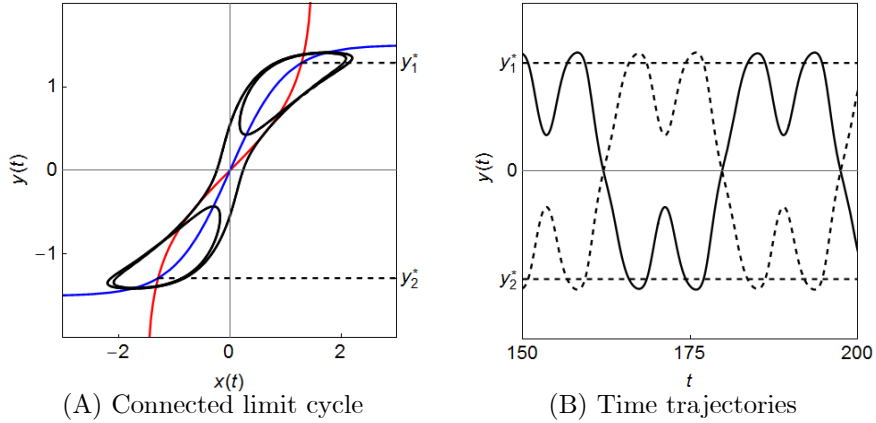 1
0
−1
y(t)
y₁*
y₂*
−2
0
2
x(t)
(A) Connected limit cycle
y(t)
y₁*
0
y₂*
150
175
200
t
(B) Time trajectories